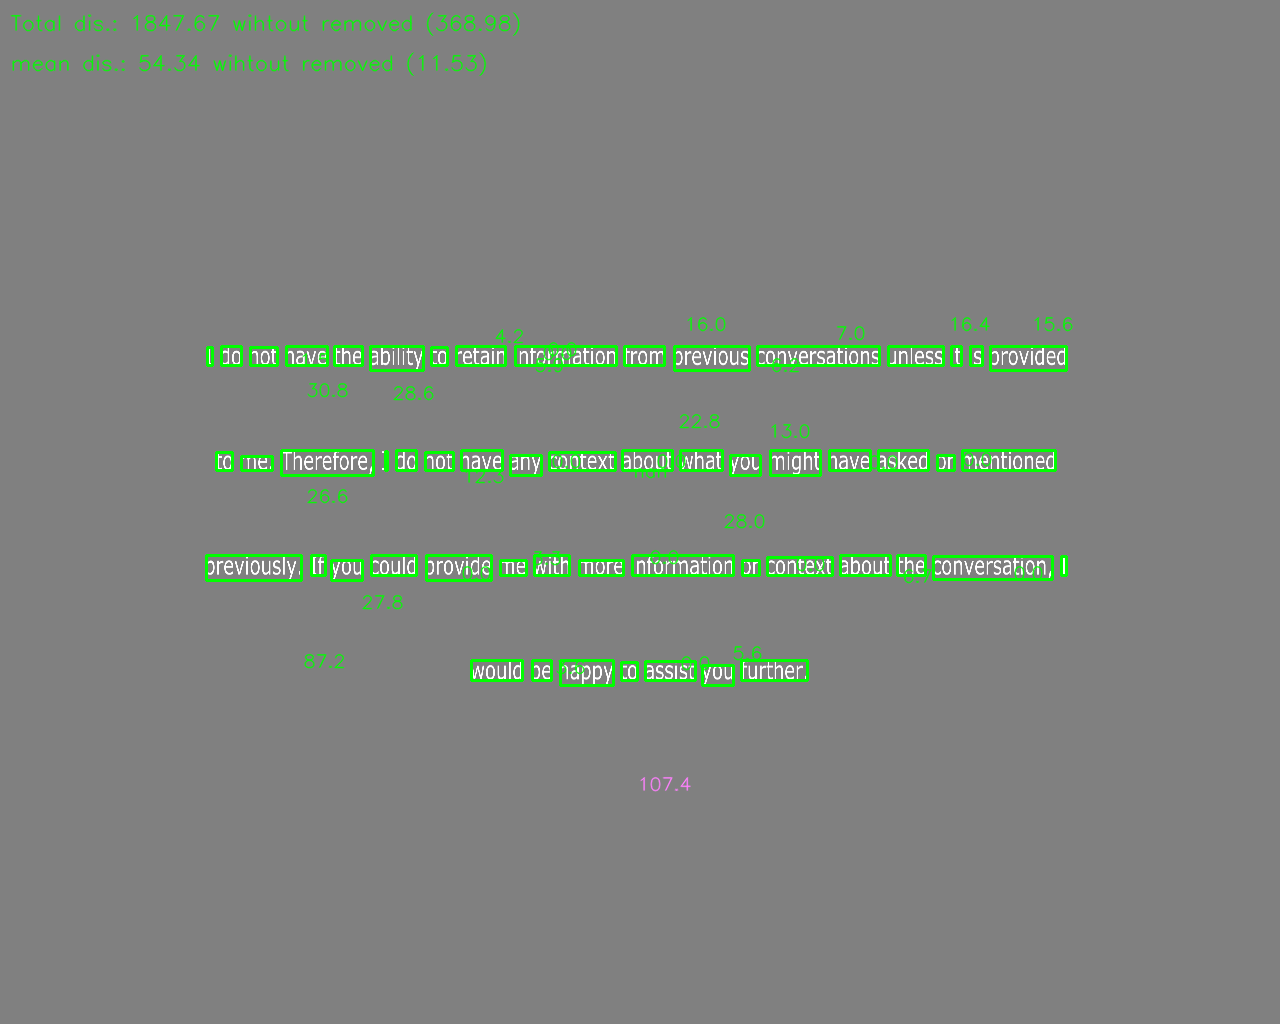 Total dis.: 1847.67 wihtout removed (368.98)
mean dis.: 54.34 wihtout removed (11.53)
4.2 16.0 7.0 16.4 15.6
I do not have the ability to retain information from previous conversations unless it is provided
30.8 28.6
22.8 13.0
to me. Therefore, I do not have any context about what you might have asked or mentioned
12.3 nan
26.6
28.0
previously. If you could provide me with more information or context about the conversation, I
27.8
87.2 5.6
would be happy to assist you further.
107.4